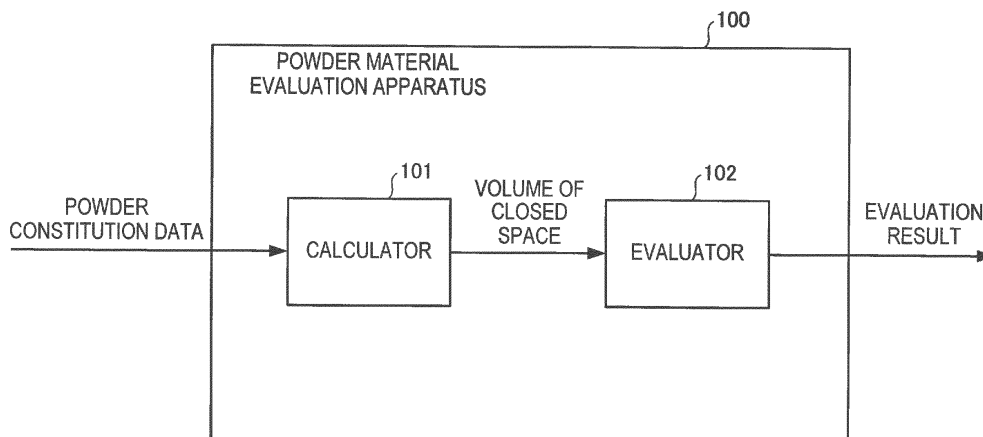 100
POWDER MATERIAL
EVALUATION APPARATUS
101
VOLUME OF
CLOSED
SPACE
102
POWDER
CONSTITUTION DATA
CALCULATOR
EVALUATOR
EVALUATION
RESULT